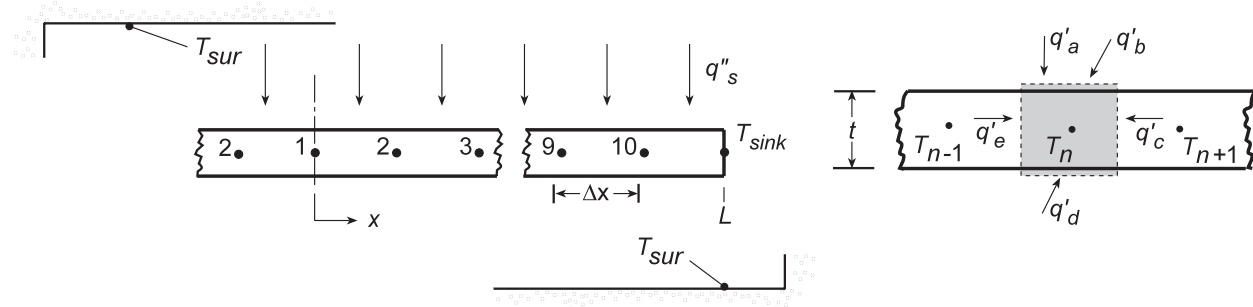 T_sur
q"_s
2 1 2 3 9 10 T_sink
Δx
x
L
T_sur
q'_a
q'_b
t
T_n-1
q'_e
T_n
q'_c
T_n+1
q'_d